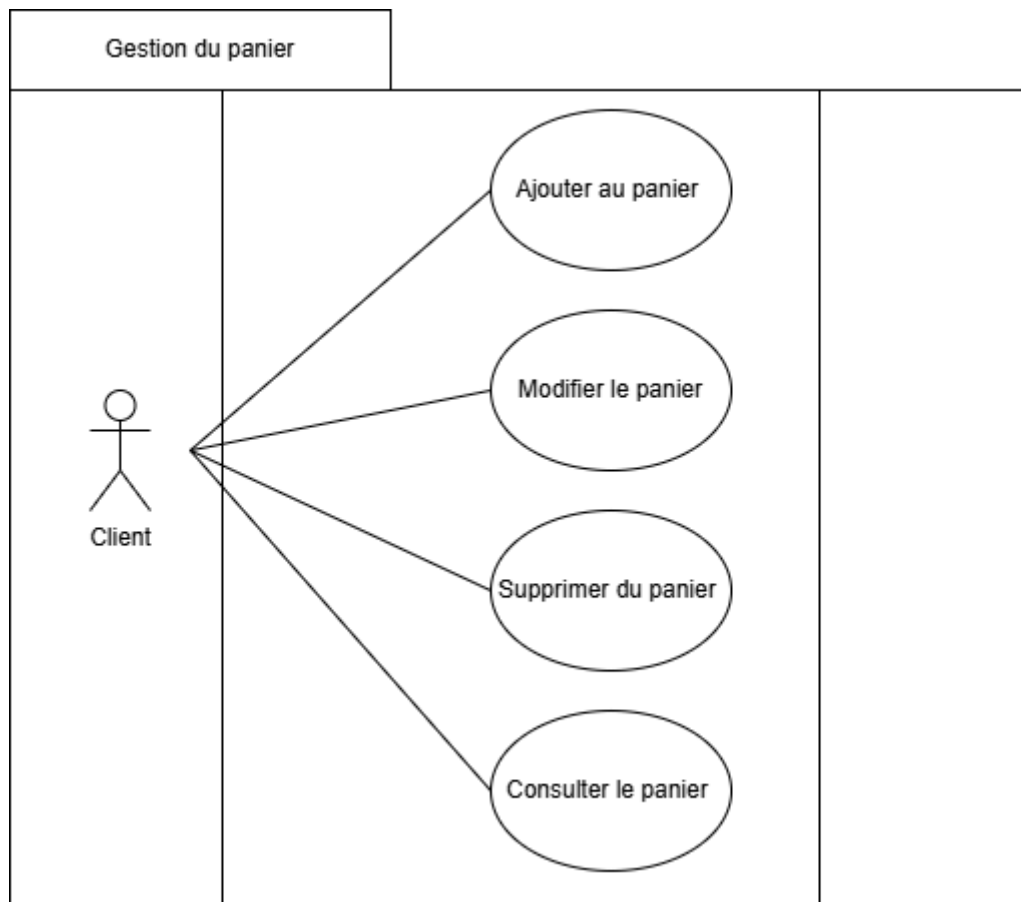 Gestion du panier
Ajouter au panier
Modifier le panier
Client
Supprimer du panier
Consulter le panier